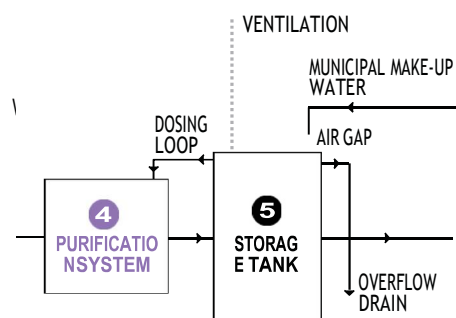 VENTILATION
MUNICIPAL MAKE-UP
WATER
DOSING
LOOP
AIR GAP
4
PURIFICATIO
NSYSTEM
5
STORAG
E TANK
OVERFLOW
DRAIN